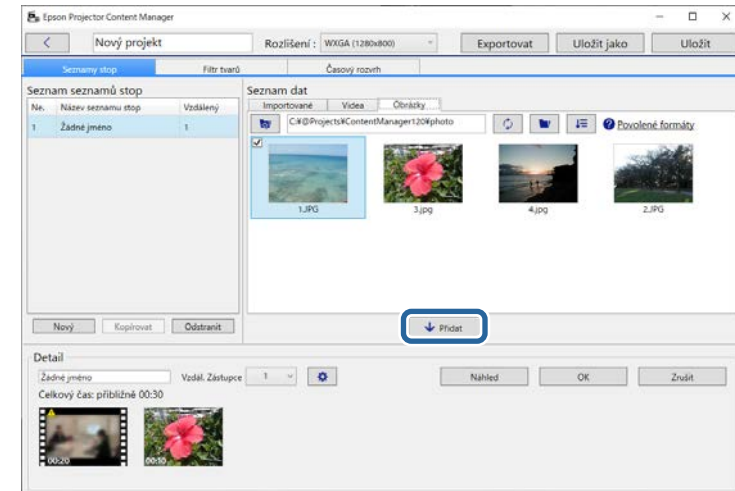 Epson Projector Content Manager
Nový projekt
Rozlišení : WXGA (1280x800)
Exportovat
Uložit jako
Uložit
Seznamy stop
Filtr tvarů
Časový rozvrh
Seznam seznamů stop
Ne. Název seznamu stop Vzdálený
1 Žádné jméno 1
Nový
Kopírovat
Odstranit
Seznam dat
Importované
Videa
Obrázky
C:¥@Projects¥ContentManager120¥photo
Povolené formáty
1.JPG
3.jpg
4.jpg
2.JPG
Přidat
Detail
Žádné jméno
Vzdál. Zástupce 1
Náhled
OK
Zrušit
Celkový čas: přibližně 00:30
00:20
00:10